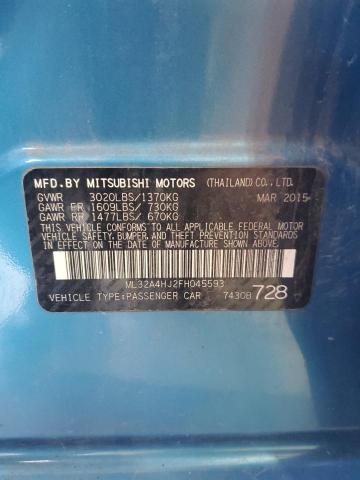 MFD.BY MITSUBISHI MOTORS (THAILAND)CO.,LTD.
GVWR 3020LBS/1370KG MAR 2015
GAWR FR 1609LBS/ 730KG
GAWR RR 1477LBS/ 670KG
THIS VEHICLE CONFORMS TO ALL APPLICABLE FEDERAL MOTOR
VEHICLE SAFETY, BUMPER, AND THEFT PREVENTION STANDARDS
IN EFFECT ON THE DATE OF MANUFACTURE SHOWN ABOVE.
ML32A4HJ2FH045593
VEHICLE TYPE:PASSENGER CAR 74308 728